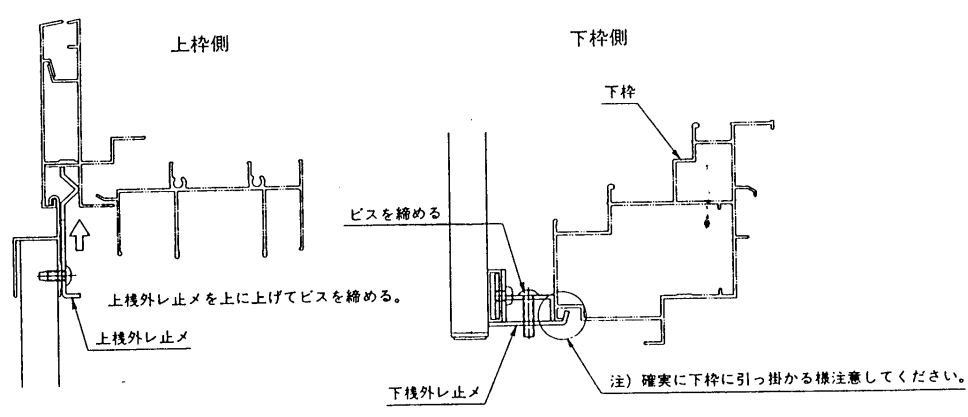 上枠側
下枠側
下枠
ビスを締める
上桟外レ止メを上に上げてビスを締める。
上桟外レ止メ
下桟外レ止メ
注）確実に下枠に引っ掛かる様注意してください。